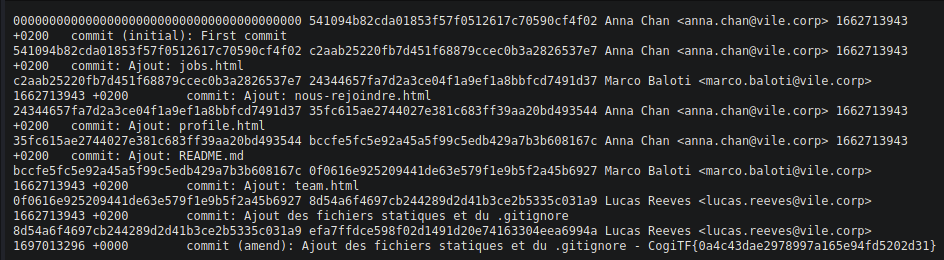 0000000000000000000000000000000000000000 541094b82cda01853f57f0512617c70590cf4f02 Anna Chan <anna.chan@vile.corp> 1662713943
+0200   commit (initial): First commit
541094b82cda01853f57f0512617c70590cf4f02 c2aab25220fb7d451f68879ccec0b3a2826537e7 Anna Chan <anna.chan@vile.corp> 1662713943
+0200   commit: Ajout: jobs.html
c2aab25220fb7d451f68879ccec0b3a2826537e7 24344657fa7d2a3ce04f1a9ef1a8bbfcd7491d37 Marco Baloti <marco.baloti@vile.corp>
1662713943 +0200        commit: Ajout: nous-rejoindre.html
24344657fa7d2a3ce04f1a9ef1a8bbfcd7491d37 35fc615ae2744027e381c683ff39aa20bd493544 Anna Chan <anna.chan@vile.corp> 1662713943
+0200   commit: Ajout: profile.html
35fc615ae2744027e381c683ff39aa20bd493544 bccfe5fc5e92a45a5f99c5edb429a7b3b608167c Anna Chan <anna.chan@vile.corp> 1662713943
+0200   commit: Ajout: README.md
bccfe5fc5e92a45a5f99c5edb429a7b3b608167c 0f0616e925209441de63e579f1e9b5f2a45b6927 Marco Baloti <marco.baloti@vile.corp>
1662713943 +0200        commit: Ajout: team.html
0f0616e925209441de63e579f1e9b5f2a45b6927 8d54a6f4697cb244289d2d41b3ce2b5335c031a9 Lucas Reeves <lucas.reeves@vile.corp>
1662713943 +0200        commit: Ajout des fichiers statiques et du .gitignore
8d54a6f4697cb244289d2d41b3ce2b5335c031a9 efa7ffdce598f02d1491d20e74163304eea6994a Lucas Reeves <lucas.reeves@vile.corp>
1697013296 +0000        commit (amend): Ajout des fichiers statiques et du .gitignore - CogiTF{0a4c43dae2978997a165e94fd5202d31}